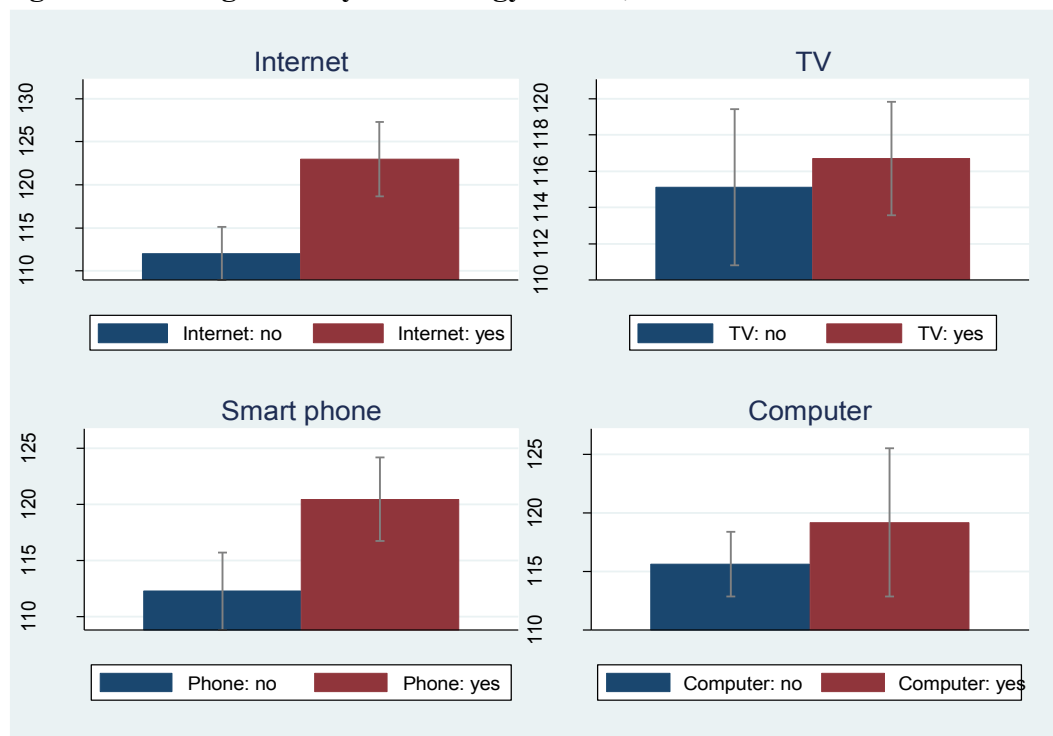 Internet
130
125
120
115
110
Internet: no Internet: yes
TV
120
118
116
114
112
110
TV: no TV: yes
Smart phone
125
120
115
110
Phone: no Phone: yes
Computer
125
120
115
110
Computer: no Computer: yes